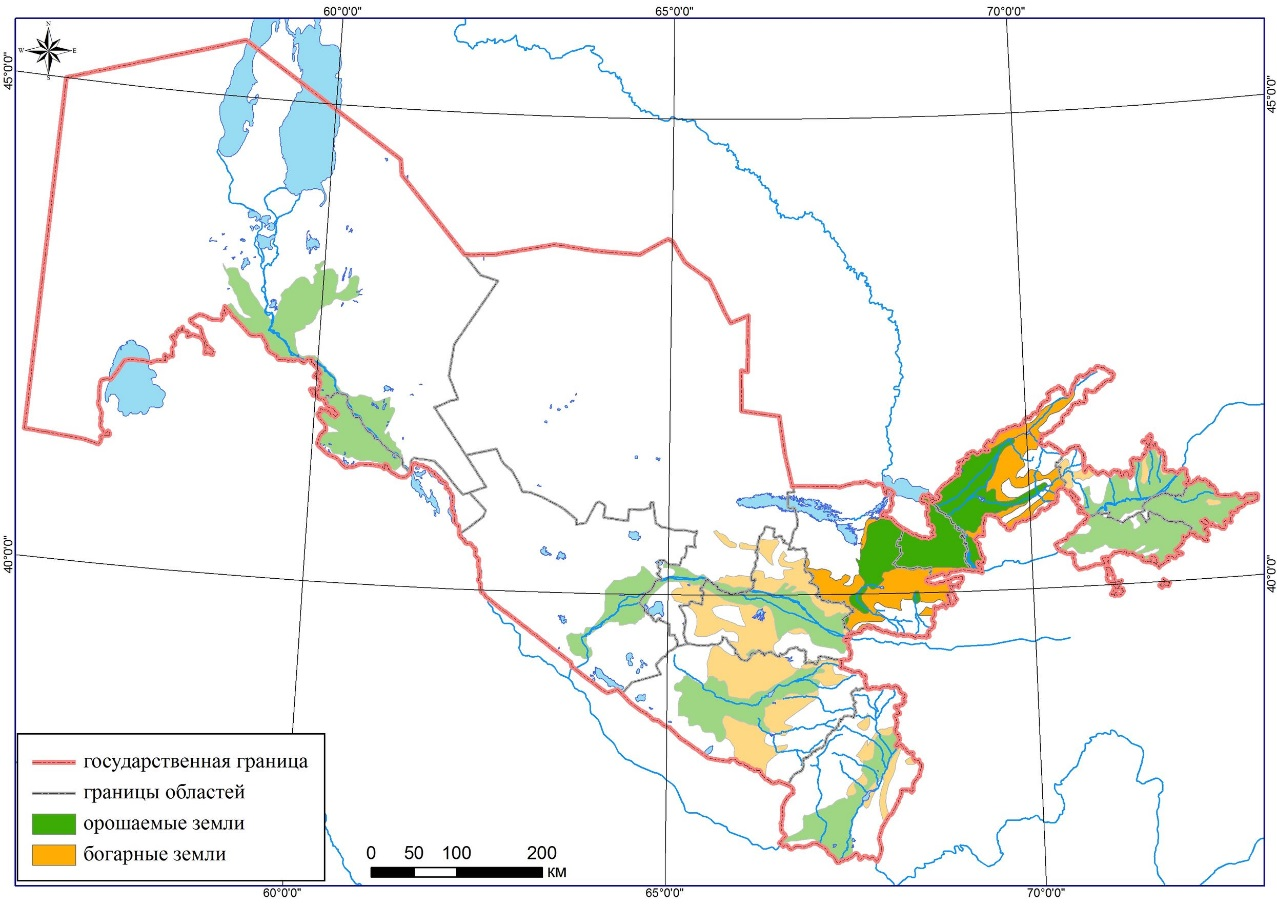 60°0'0" 65°0'0" 70°0'0"
N
W E
S
45°0'0" 45°0'0"
40°0'0" 40°0'0"
государственная граница
границы областей
орошаемые земли
богарные земли
0 50 100 200
км
60°0'0" 65°0'0" 70°0'0"